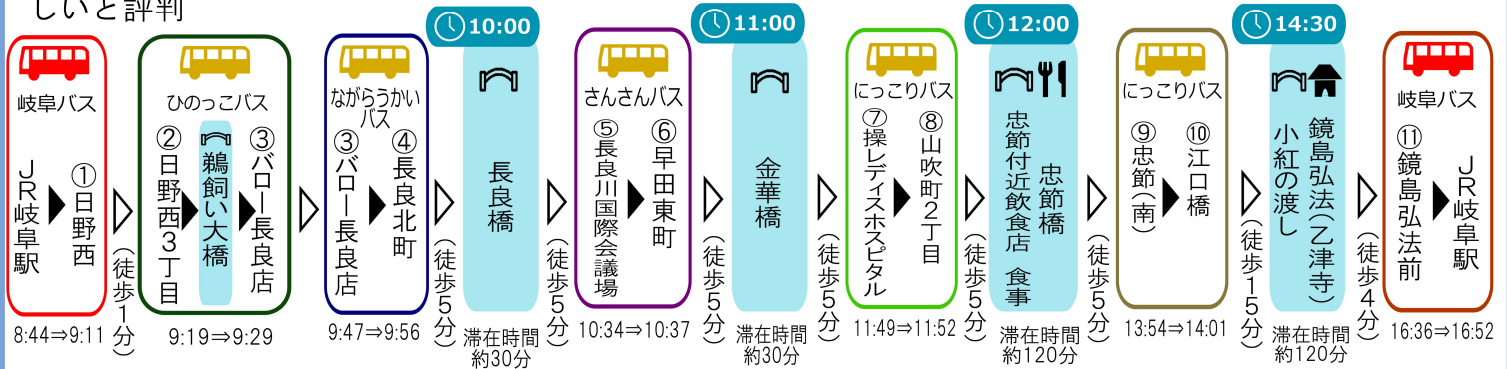 しいと評判
岐阜バス
JR岐阜駅
①日野西
8:44⇒9:11
(徒歩1分)
ひのっこバス
②日野西3丁目
鵜飼い大橋
③バロー長良店
9:19⇒9:29
ながらうかい
バス
③バロー長良店
④長良北町
9:47⇒9:56
(徒歩5分)
10:00
長良橋
滞在時間
約30分
(徒歩5分)
さんさんバス
⑤長良川国際会議場
⑥早田東町
10:34⇒10:37
(徒歩5分)
11:00
金華橋
滞在時間
約30分
(徒歩5分)
にっこりバス
⑦操レディスホスピタル
⑧山吹町2丁目
11:49⇒11:52
(徒歩5分)
12:00
忠節橋
忠節付近飲食店 食事
滞在時間
約120分
(徒歩5分)
にっこりバス
⑨忠節(南)
⑩江口橋
13:54⇒14:01
(徒歩15分)
14:30
鏡島弘法(乙津寺)
小紅の渡し
滞在時間
約120分
(徒歩4分)
岐阜バス
⑪鏡島弘法前
JR岐阜駅
16:36⇒16:52